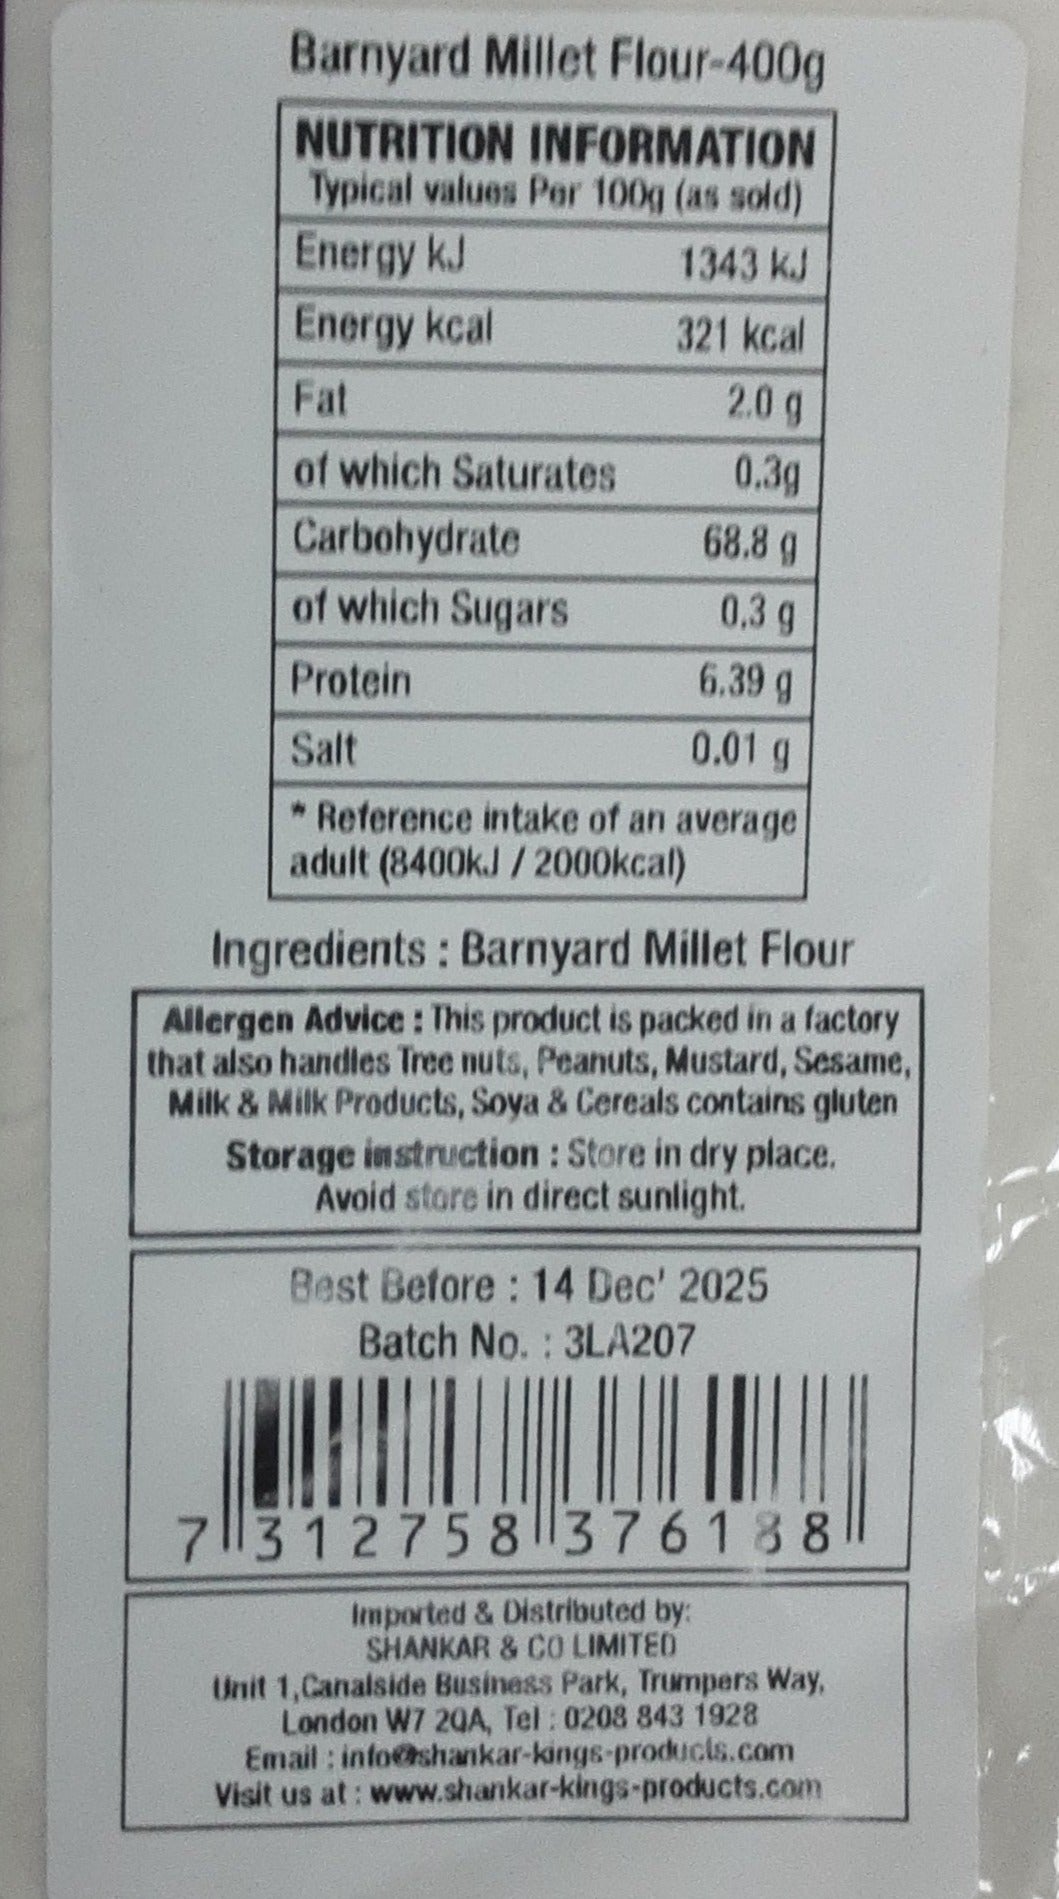 Barnyard Millet Flour-400g
NUTRITION INFORMATION
Typical values Per 100g (as sold)
Energy kJ 1343 kJ
Energy kcal 321 kcal
Fat 2.0 g
of which Saturates 0.3g
Carbohydrate 68.8 g
of which Sugars 0.3 g
Protein 6.39 g
Salt 0.01 g
* Reference intake of an average
adult (8400kJ / 2000kcal)
Ingredients : Barnyard Millet Flour
Allergen Advice : This product is packed in a factory
that also handles Tree nuts, Peanuts, Mustard, Sesame,
Milk & Milk Products, Soya & Cereals contains gluten
Storage instruction : Store in dry place.
Avoid store in direct sunlight.
Best Before : 14 Dec' 2025
Batch No. : 3LA207
7 312758 376188
Imported & Distributed by:
SHANKAR & CO LIMITED
Unit 1,Canalside Business Park, Trumpers Way,
London W7 2QA, Tel : 0208 843 1928
Email : info@shankar-kings-products.com
Visit us at : www.shankar-kings-products.com